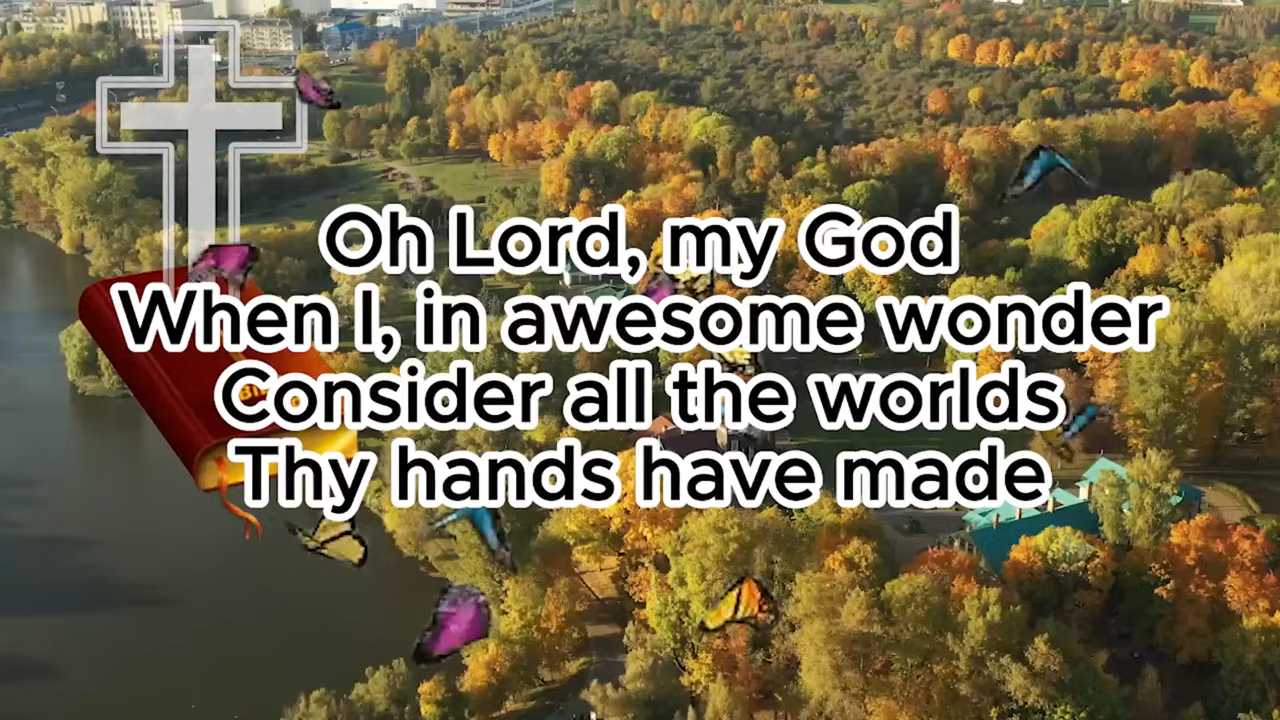 Oh Lord, my God
When I, in awesome wonder
Consider all the worlds
Thy hands have made